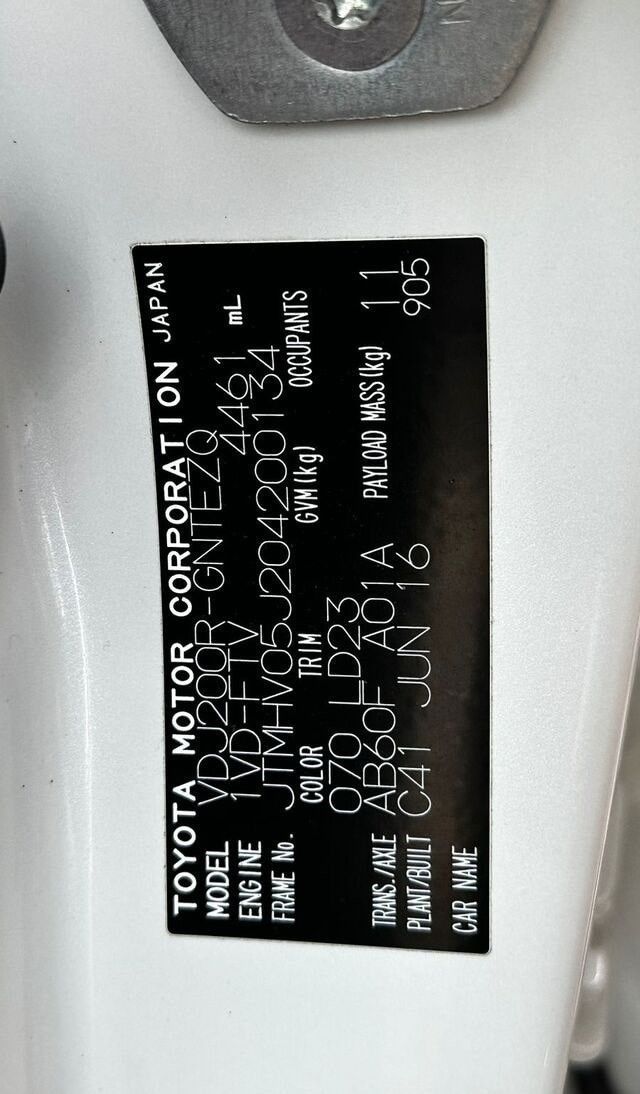 TOYOTA MOTOR CORPORATION JAPAN
MODEL VDJ200R-GNTEZQ
ENGINE 1VD-FTV 4461 mL
FRAME No. JTMHV05J204200134
COLOR TRIM GVM(kg) OCCUPANTS
070 LD23
TRANS./AXLE AB60F A01A PAYLOAD MASS(kg) 11
PLANT/BUILT C41 JUN 16 905
CAR NAME